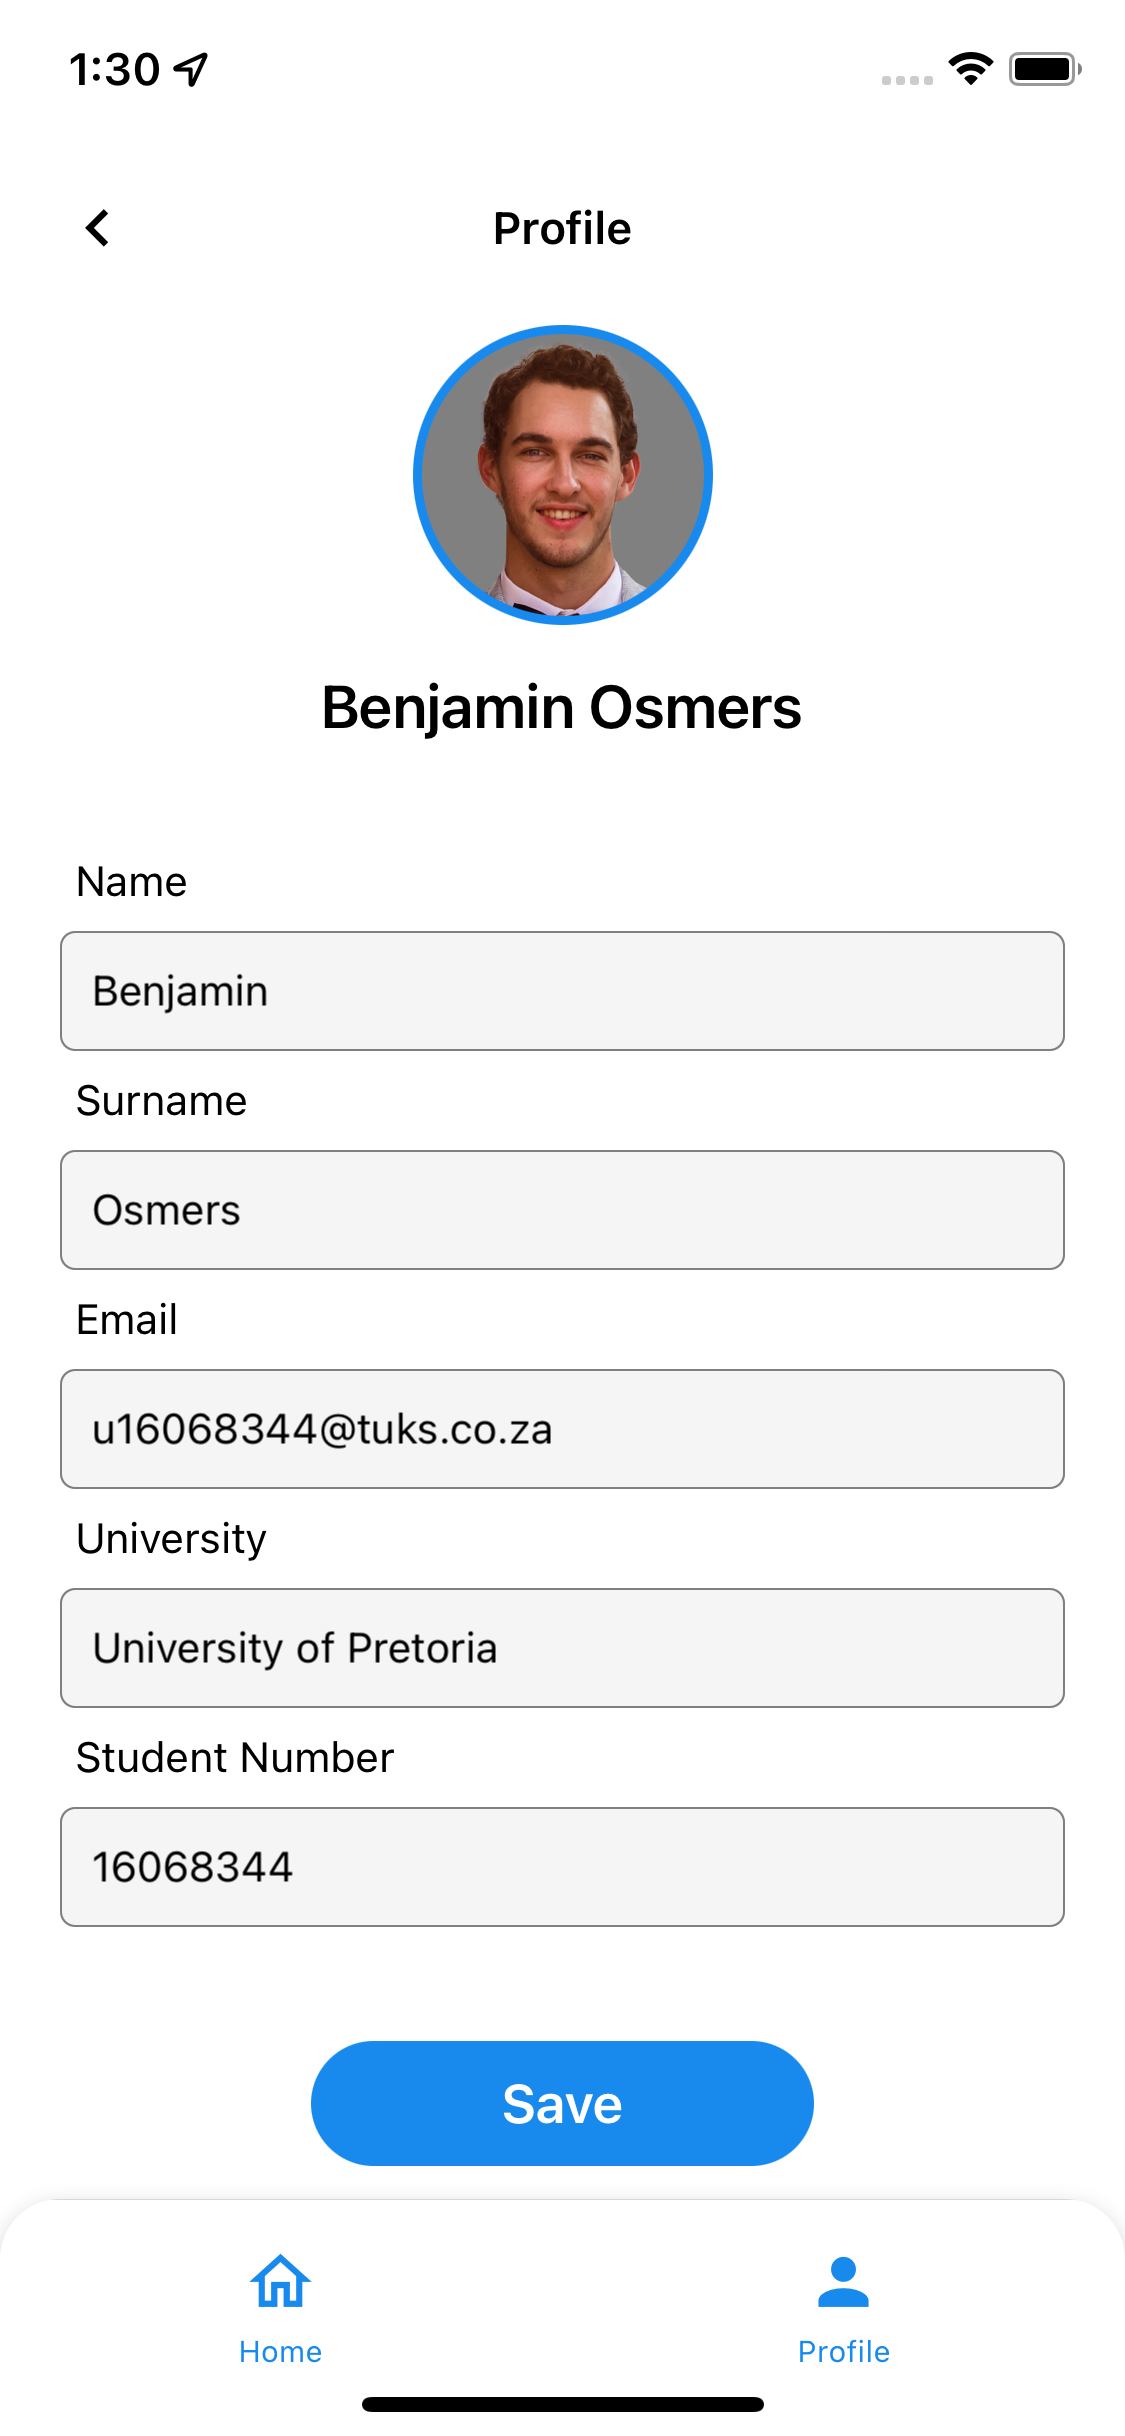 1:30
Profile
Benjamin Osmers
Name
Benjamin
Surname
Osmers
Email
u16068344@tuks.co.za
University
University of Pretoria
Student Number
16068344
Save
Home
Profile